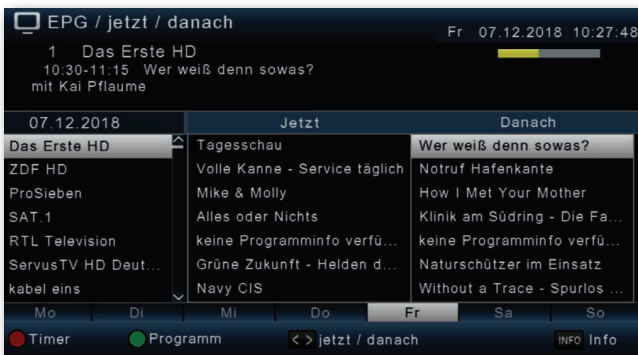 EPG / jetzt / danach
Fr 07.12.2018 10:27:48
1 Das Erste HD
10:30-11:15 Wer weiß denn sowas?
mit Kai Pflaume
07.12.2018 Jetzt Danach
Das Erste HD Tagesschau Wer weiß denn sowas?
ZDF HD Volle Kanne - Service täglich Notruf Hafenkante
ProSieben Mike & Molly How I Met Your Mother
SAT.1 Alles oder Nichts Klinik am Südring - Die Fa...
RTL Television keine Programminfo verfü... keine Programminfo verfü...
ServusTV HD Deut... Grüne Zukunft - Helden d... Naturschützer im Einsatz
kabel eins Navy CIS Without a Trace - Spurlos ...
Mo Di Mi Do Fr Sa So
Timer Programm < > jetzt / danach INFO Info